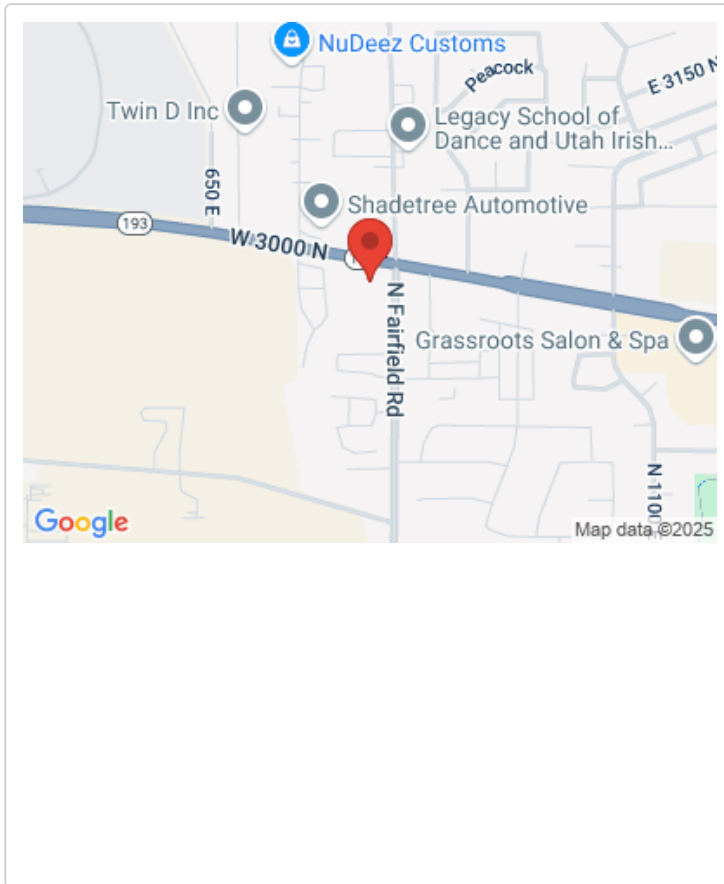 NuDeez Customs
Peacock
E 3150 N
Twin D Inc
Legacy School of
Dance and Utah Irish...
650 E
Shadetree Automotive
193
W 3000 N
N Fairfield Rd
Grassroots Salon & Spa
N 1100
Google
Map data ©2025